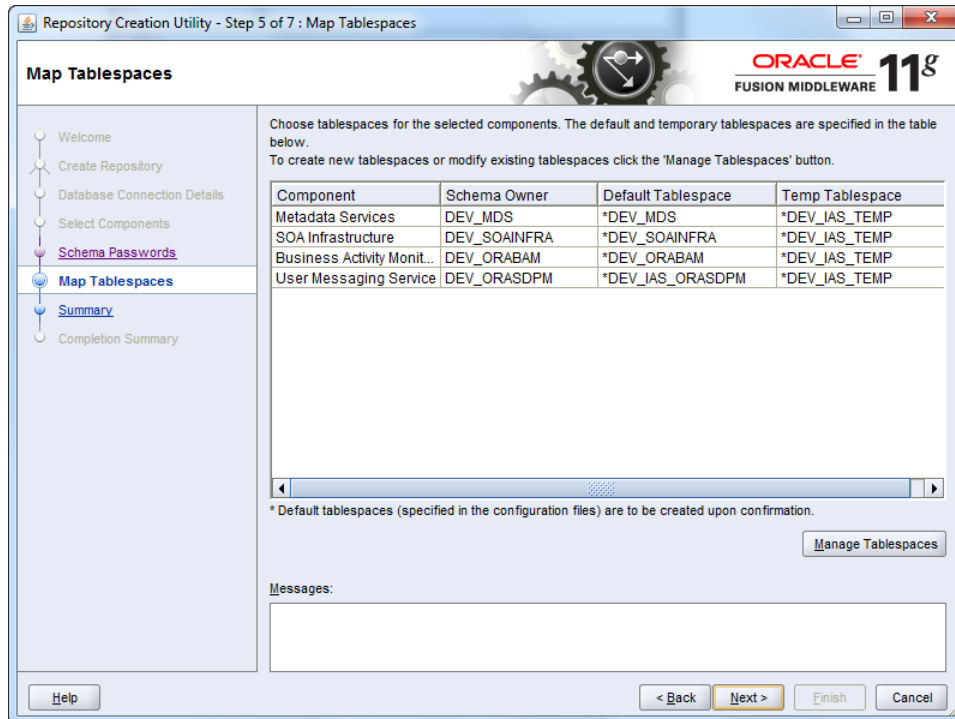 Repository Creation Utility - Step 5 of 7 : Map Tablespaces
Map Tablespaces
ORACLE
FUSION MIDDLEWARE
11g
Welcome
Create Repository
Database Connection Details
Select Components
Schema Passwords
Map Tablespaces
Summary
Completion Summary
Choose tablespaces for the selected components. The default and temporary tablespaces are specified in the table
below.
To create new tablespaces or modify existing tablespaces click the 'Manage Tablespaces' button.
Component Schema Owner Default Tablespace Temp Tablespace
Metadata Services DEV_MDS *DEV_MDS *DEV_IAS_TEMP
SOA Infrastructure DEV_SOAINFRA *DEV_SOAINFRA *DEV_IAS_TEMP
Business Activity Monit... DEV_ORABAM *DEV_ORABAM *DEV_IAS_TEMP
User Messaging Service DEV_ORASDPM *DEV_IAS_ORASDPM *DEV_IAS_TEMP
* Default tablespaces (specified in the configuration files) are to be created upon confirmation.
Manage Tablespaces
Messages:
Help
< Back
Next >
Finish
Cancel